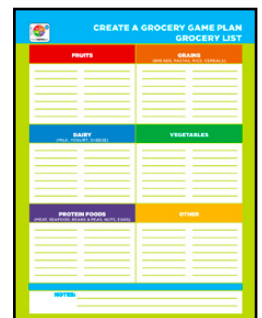 CREATE A GROCERY GAME PLAN
GROCERY LIST
FRUITS
GRAINS
(BREADS, PASTAS, RICE, CEREALS)
DAIRY
(MILK, YOGURT, CHEESE)
VEGETABLES
PROTEIN FOODS
(MEAT, SEAFOOD, BEANS & PEAS, NUTS, EGGS)
OTHER
NOTES: